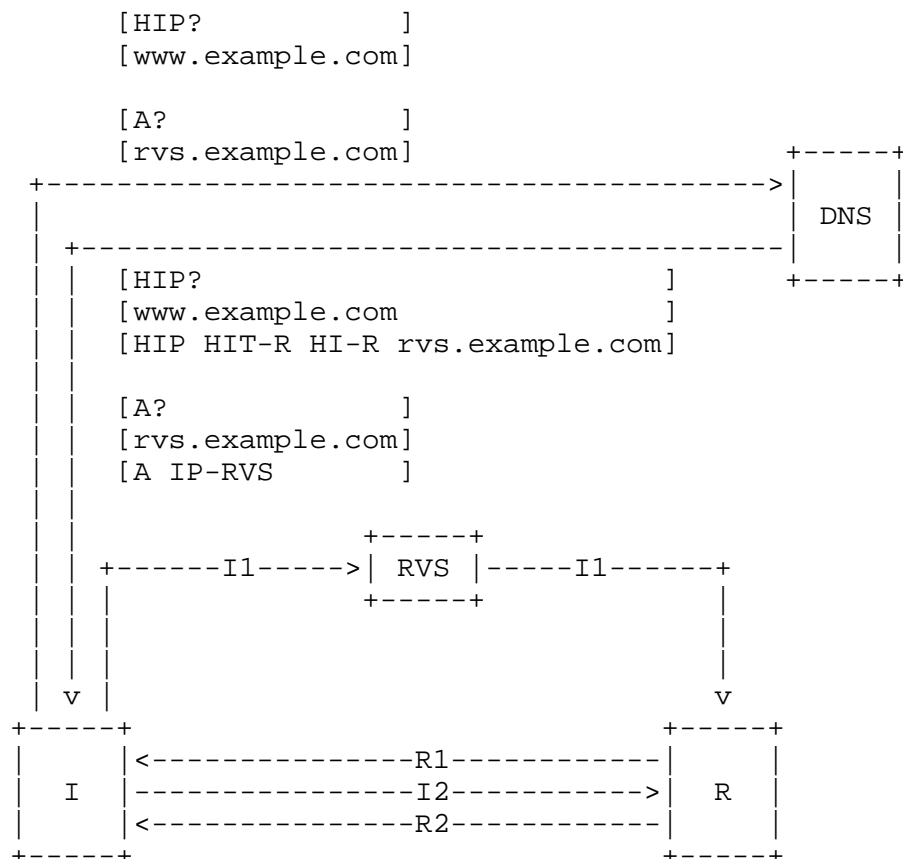 [HIP?            ]
[www.example.com]
[A?              ]
[rvs.example.com]
DNS
[HIP?                           ]
[www.example.com                ]
[HIP HIT-R HI-R rvs.example.com]
[A?              ]
[rvs.example.com]
[A IP-RVS        ]
I1 RVS I1
R1
I I2 R
R2